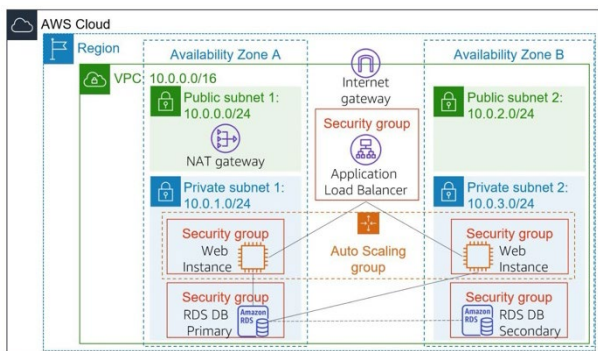 AWS Cloud
Region
Availability Zone A
Availability Zone B
VPC: 10.0.0.0/16
Internet
gateway
Public subnet 1:
10.0.0.0/24
NAT gateway
Security group
Application
Load Balancer
Public subnet 2:
10.0.2.0/24
Private subnet 1:
10.0.1.0/24
Private subnet 2:
10.0.3.0/24
Security group
Web
Instance
Auto Scaling
group
Security group
Web
Instance
Security group
RDS DB
Primary
Amazon
RDS
Security group
Amazon
RDS
RDS DB
Secondary